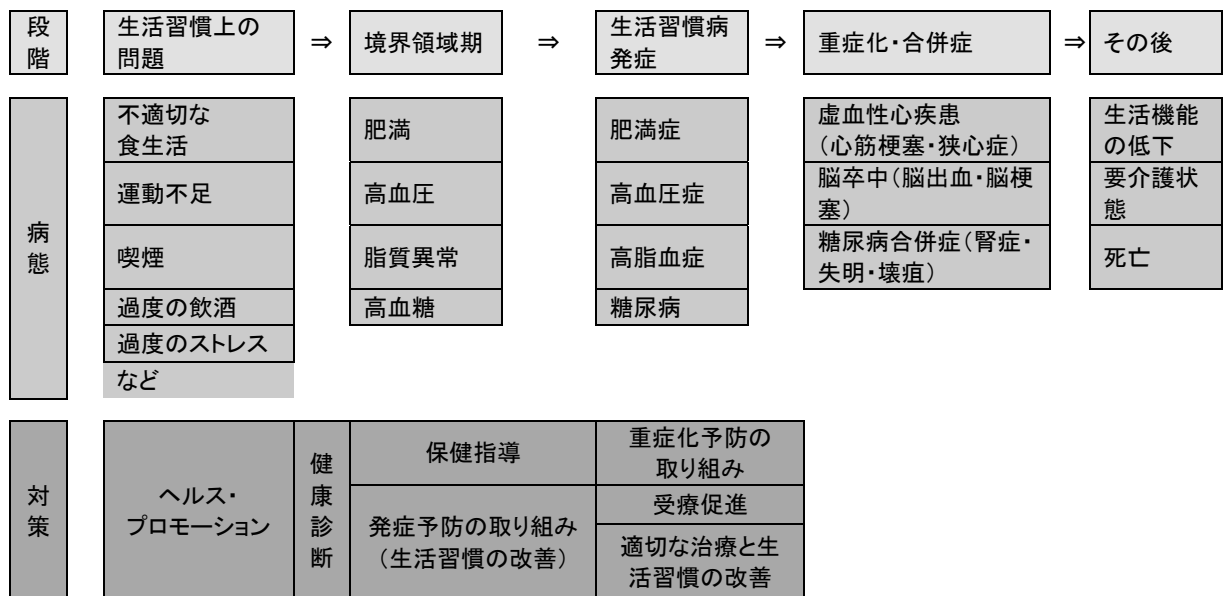 段
階
生活習慣上の
問題
⇒
境界領域期
⇒
生活習慣病
発症
⇒
重症化・合併症
⇒
その後
病
態
不適切な
食生活
運動不足
喫煙
過度の飲酒
過度のストレス
など
肥満
高血圧
脂質異常
高血糖
肥満症
高血圧症
高脂血症
糖尿病
虚血性心疾患
（心筋梗塞・狭心症）
脳卒中（脳出血・脳梗
塞）
糖尿病合併症（腎症・
失明・壊疽）
生活機能
の低下
要介護状
態
死亡
対
策
ヘルス・
プロモーション
健
康
診
断
保健指導
発症予防の取り組み
（生活習慣の改善）
重症化予防の
取り組み
受療促進
適切な治療と生
活習慣の改善